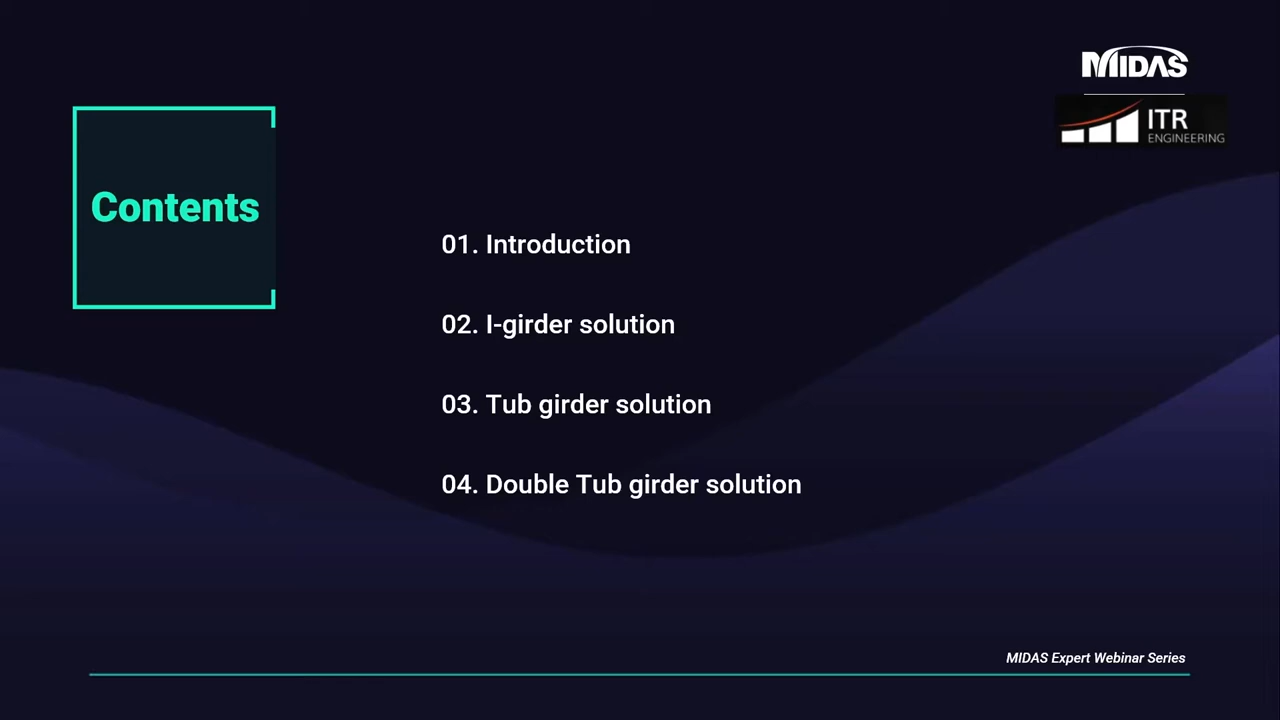 MIDAS
ITR
ENGINEERING
Contents
01. Introduction
02. I-girder solution
03. Tub girder solution
04. Double Tub girder solution
MIDAS Expert Webinar Series